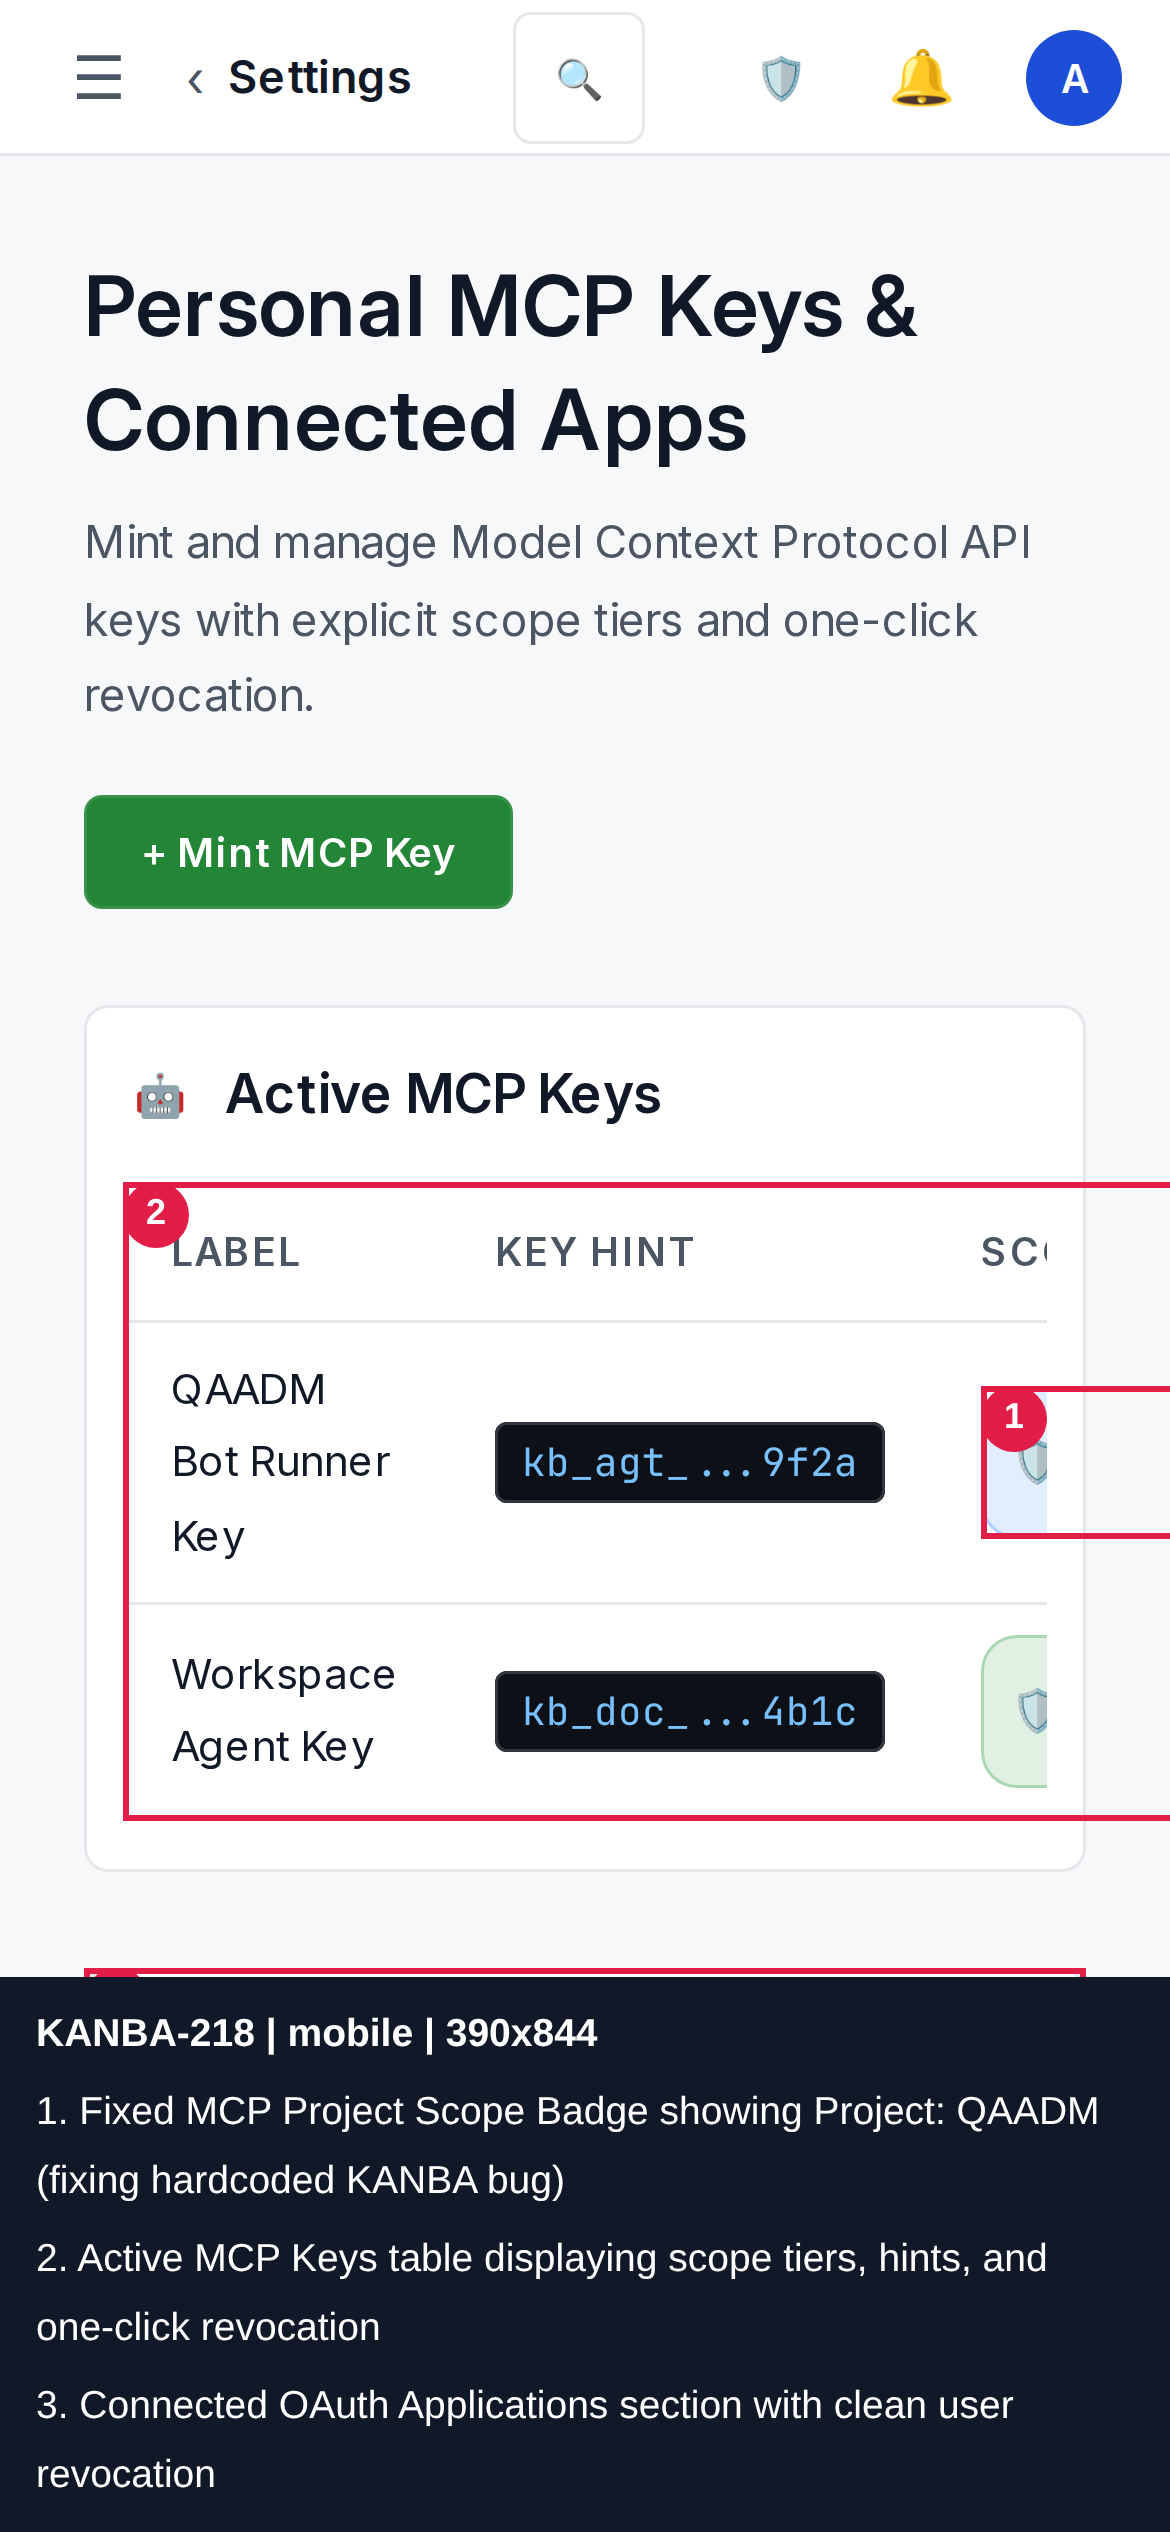 ‹ Settings
A
Personal MCP Keys &
Connected Apps
Mint and manage Model Context Protocol API
keys with explicit scope tiers and one-click
revocation.
+ Mint MCP Key
Active MCP Keys
2
LABEL KEY HINT SCO
QAADM
Bot Runner
Key
kb_agt_...9f2a
1
Workspace
Agent Key
kb_doc_...4b1c
KANBA-218 | mobile | 390x844
1. Fixed MCP Project Scope Badge showing Project: QAADM
(fixing hardcoded KANBA bug)
2. Active MCP Keys table displaying scope tiers, hints, and
one-click revocation
3. Connected OAuth Applications section with clean user
revocation